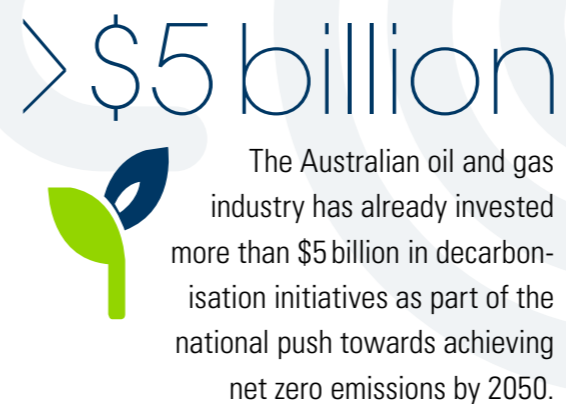 >$5 billion
The Australian oil and gas
industry has already invested
more than $5 billion in decarbon-
isation initiatives as part of the
national push towards achieving
net zero emissions by 2050.